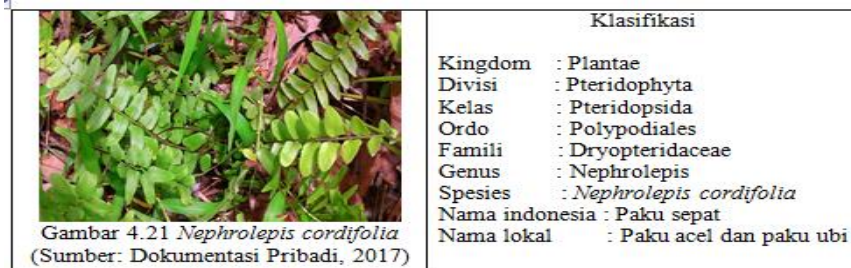 Gambar 4.21 Nephrolepis cordifolia
(Sumber: Dokumentasi Pribadi, 2017)
Klasifikasi
Kingdom : Plantae
Divisi : Pteridophyta
Kelas : Pteridopsida
Ordo : Polypodiales
Famili : Dryopteridaceae
Genus : Nephrolepis
Spesies : Nephrolepis cordifolia
Nama indonesia : Paku sepat
Nama lokal : Paku acel dan paku ubi